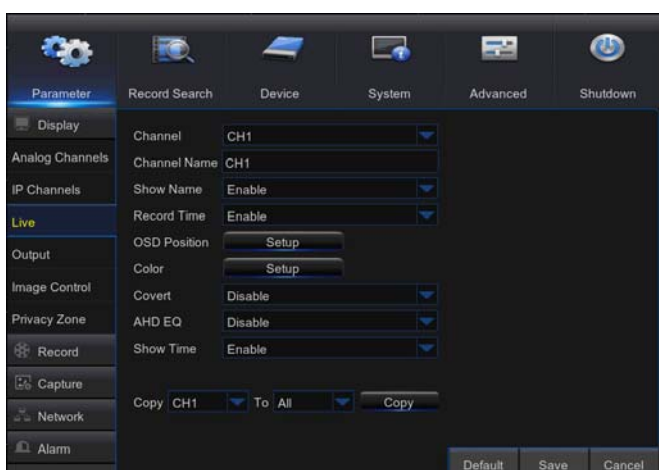 Parameter Record Search Device System Advanced Shutdown
Display
Analog Channels
IP Channels
Live
Output
Image Control
Privacy Zone
Record
Capture
Network
Alarm
Channel CH1
Channel Name CH1
Show Name Enable
Record Time Enable
OSD Position Setup
Color Setup
Covert Disable
AHD EQ Disable
Show Time Enable
Copy CH1 To All Copy
Default Save Cancel